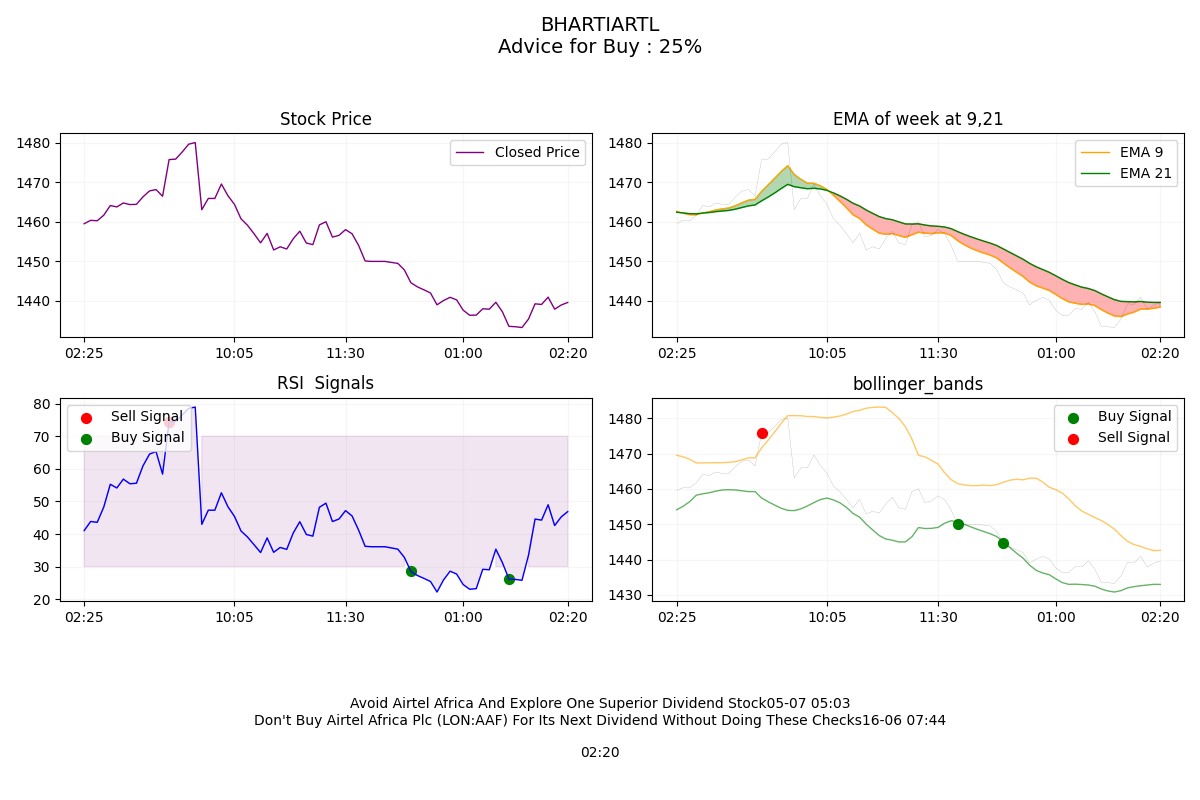 BHARTIARTL
Advice for Buy : 25%
Stock Price
1480
1470
1460
1450
1440
Closed Price
02:25 10:05 11:30 01:00 02:20
EMA of week at 9,21
1480
1470
1460
1450
1440
EMA 9
EMA 21
02:25 10:05 11:30 01:00 02:20
RSI  Signals
80
70
60
50
40
30
20
Sell Signal
Buy Signal
02:25 10:05 11:30 01:00 02:20
bollinger_bands
1480
1470
1460
1450
1440
1430
Buy Signal
Sell Signal
02:25 10:05 11:30 01:00 02:20
Avoid Airtel Africa And Explore One Superior Dividend Stock05-07 05:03
Don't Buy Airtel Africa Plc (LON:AAF) For Its Next Dividend Without Doing These Checks16-06 07:44
02:20